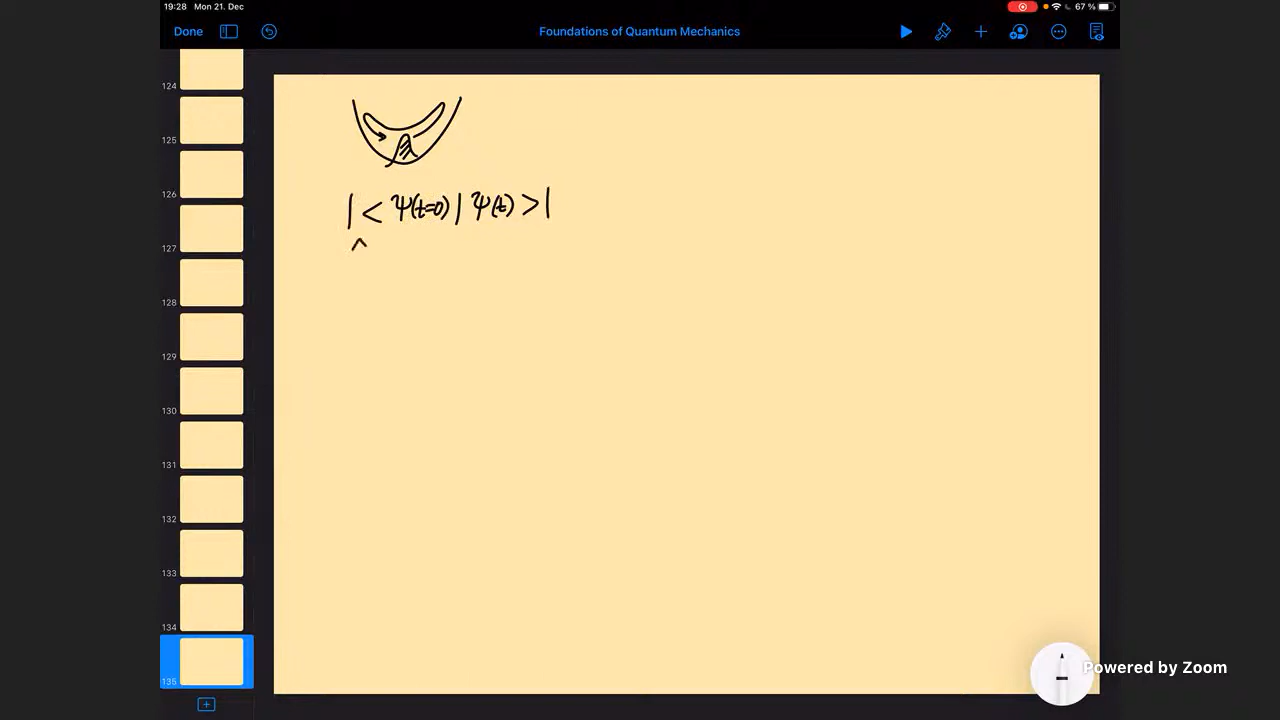 19:28 Mon 21. Dec
67 %
Done
Foundations of Quantum Mechanics
124
125
126
127
128
129
130
131
132
133
134
135
|< Ψ(t=0) | Ψ(t) >|
^
Powered by Zoom